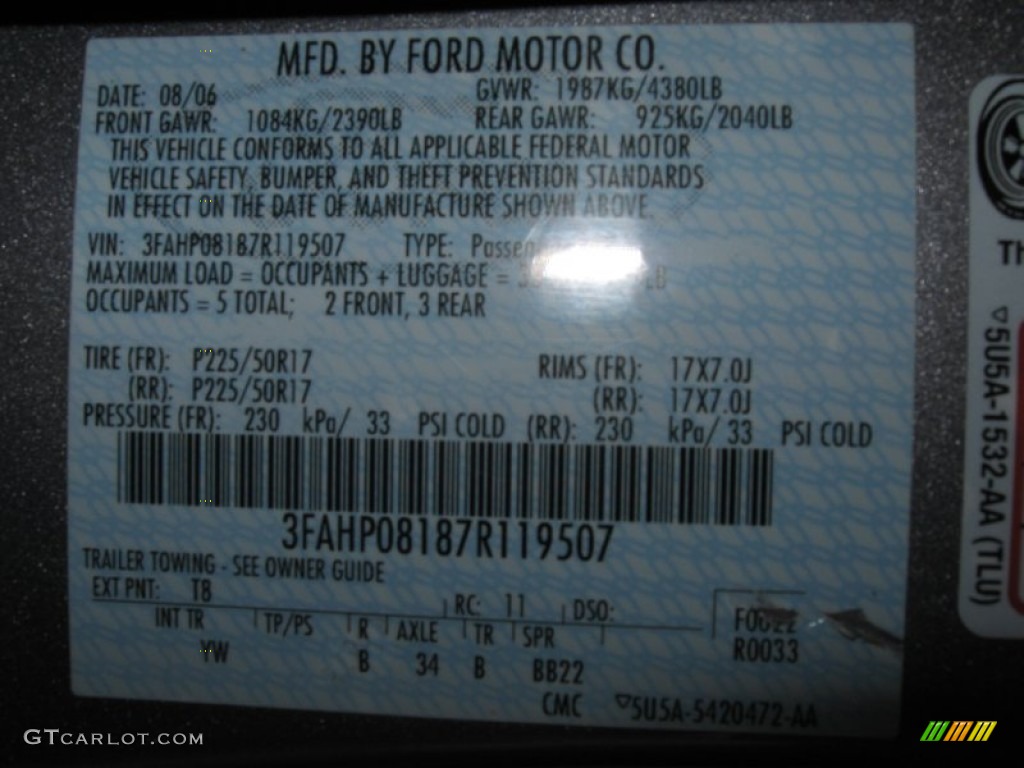 MFD. BY FORD MOTOR CO.
DATE: 08/06 GVWR: 1987KG/4380LB
FRONT GAWR: 1084KG/2390LB REAR GAWR: 925KG/2040LB
THIS VEHICLE CONFORMS TO ALL APPLICABLE FEDERAL MOTOR
VEHICLE SAFETY, BUMPER, AND THEFT PREVENTION STANDARDS
IN EFFECT ON THE DATE OF MANUFACTURE SHOWN ABOVE.
VIN: 3FAHP08187R119507 TYPE: Passen
MAXIMUM LOAD = OCCUPANTS + LUGGAGE = LB
OCCUPANTS = 5 TOTAL; 2 FRONT, 3 REAR
TIRE (FR): P225/50R17 RIMS (FR): 17X7.0J
(RR): P225/50R17 (RR): 17X7.0J
PRESSURE (FR): 230 kPa/ 33 PSI COLD (RR): 230 kPa/ 33 PSI COLD
3FAHP08187R119507
TRAILER TOWING - SEE OWNER GUIDE
EXT PNT: T8 RC: 11 DSO:
INT TR TP/PS R AXLE TR SPR
YW B 34 B BB22
F0022
R0033
CMC ▽5U5A-5420472-AA
Th
▽5U5A-1532-AA (TLU)
GTCARLOT.COM